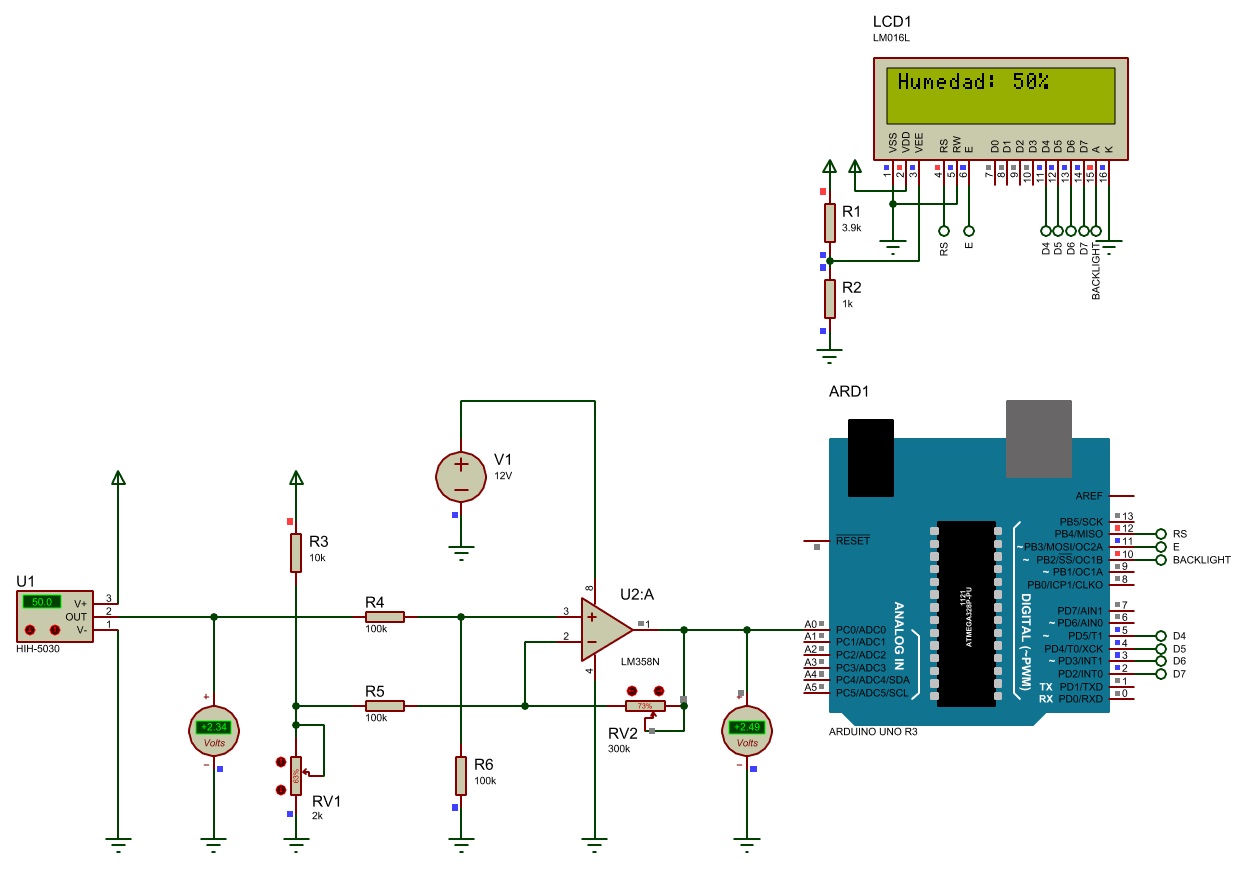 LCD1
LM016L
Humedad: 50%
VSS VDD VEE RS RW E D0 D1 D2 D3 D4 D5 D6 D7 A K
1 2 3 4 5 6 7 8 9 10 11 12 13 14 15 16
R1
3.9k
RS E D4 D5 D6 D7 BACKLIGHT
R2
1k
ARD1
V1
12V
AREF
RESET
PB5/SCK 13
PB4/MISO 12 RS
~PB3/MOSI/OC2A 11 E
~ PB2/SS/OC1B 10 BACKLIGHT
~ PB1/OC1A 9
PB0/ICP1/CLKO 8
PD7/AIN1 7
~ PD6/AIN0 6
~ PD5/T1 5 D4
PD4/T0/XCK 4 D5
~ PD3/INT1 3 D6
PD2/INT0 2 D7
TX PD1/TXD 1
RX PD0/RXD 0
DIGITAL (~PWM)
1121
ATMEGA328P-PU
ANALOG IN
A0 PC0/ADC0
A1 PC1/ADC1
A2 PC2/ADC2
A3 PC3/ADC3
A4 PC4/ADC4/SDA
A5 PC5/ADC5/SCL
ARDUINO UNO R3
R3
10k
U1
50.0
V+ 3
OUT 2
V- 1
HIH-5030
R4
100k
U2:A
3
2
8
4
1
LM358N
R5
100k
73%
RV2
300k
+2.34
Volts
+2.49
Volts
63%
RV1
2k
R6
100k